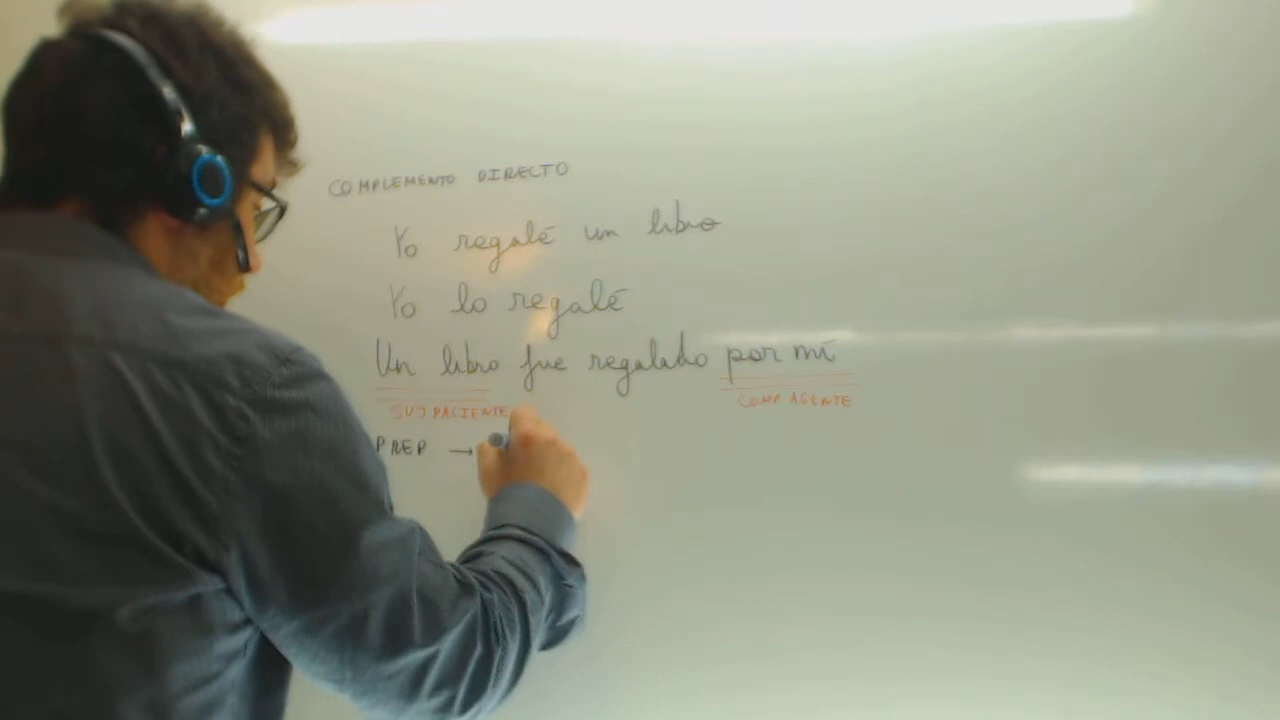 COMPLEMENTO DIRECTO
Yo regalé un libro
Yo lo regalé
Un libro fue regalado por mí
SUJ PACIENTE COMP AGENTE
PREP →